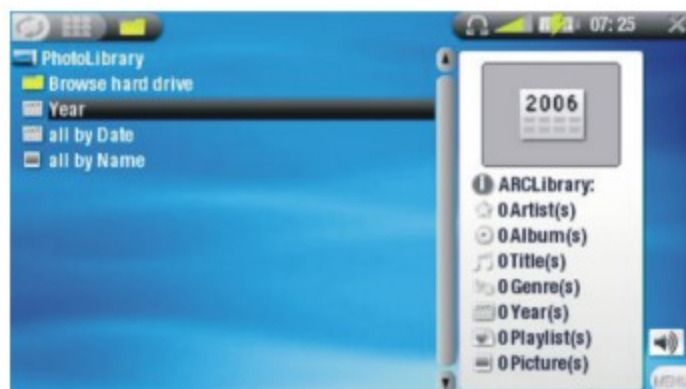 07:25
PhotoLibrary
Browse hard drive
Year
all by Date
all by Name
2006
ARCLibrary:
0 Artist(s)
0 Album(s)
0 Title(s)
0 Genre(s)
0 Year(s)
0 Playlist(s)
0 Picture(s)
MENU